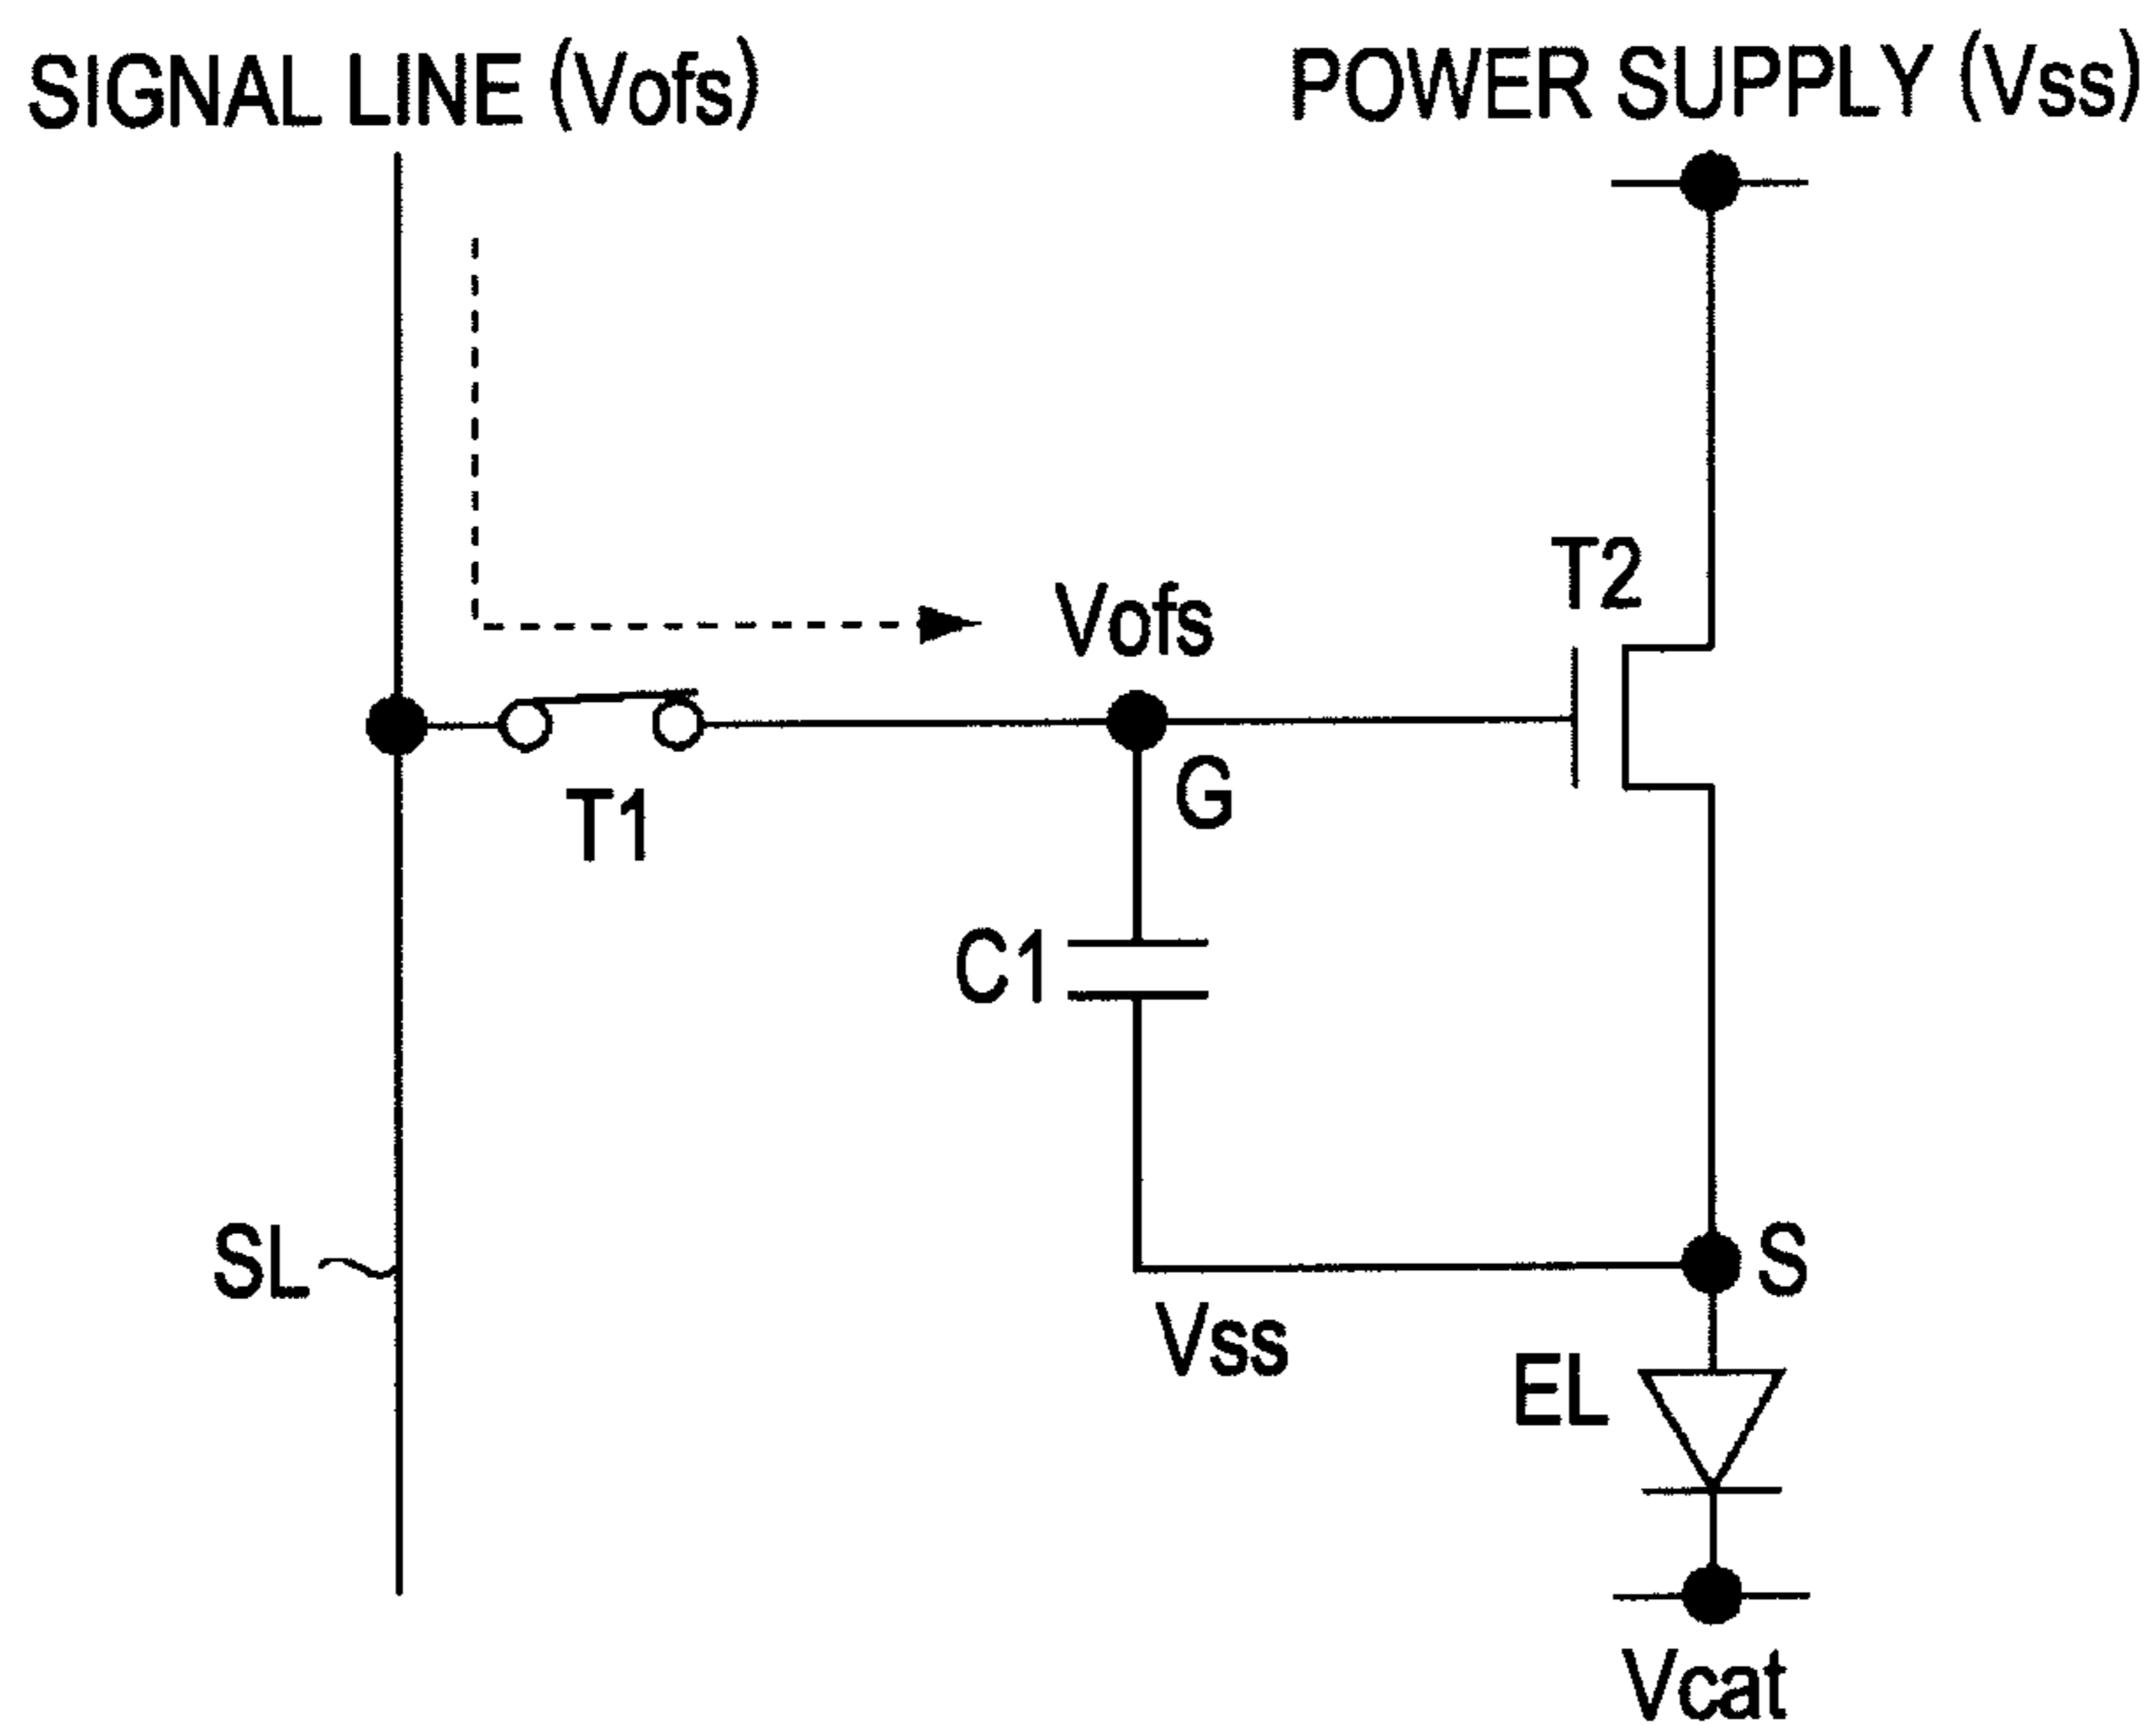 SIGNAL LINE (Vofs)
POWER SUPPLY (Vss)
T2
Vofs
G
T1
C1
SL
S
Vss
EL
Vcat